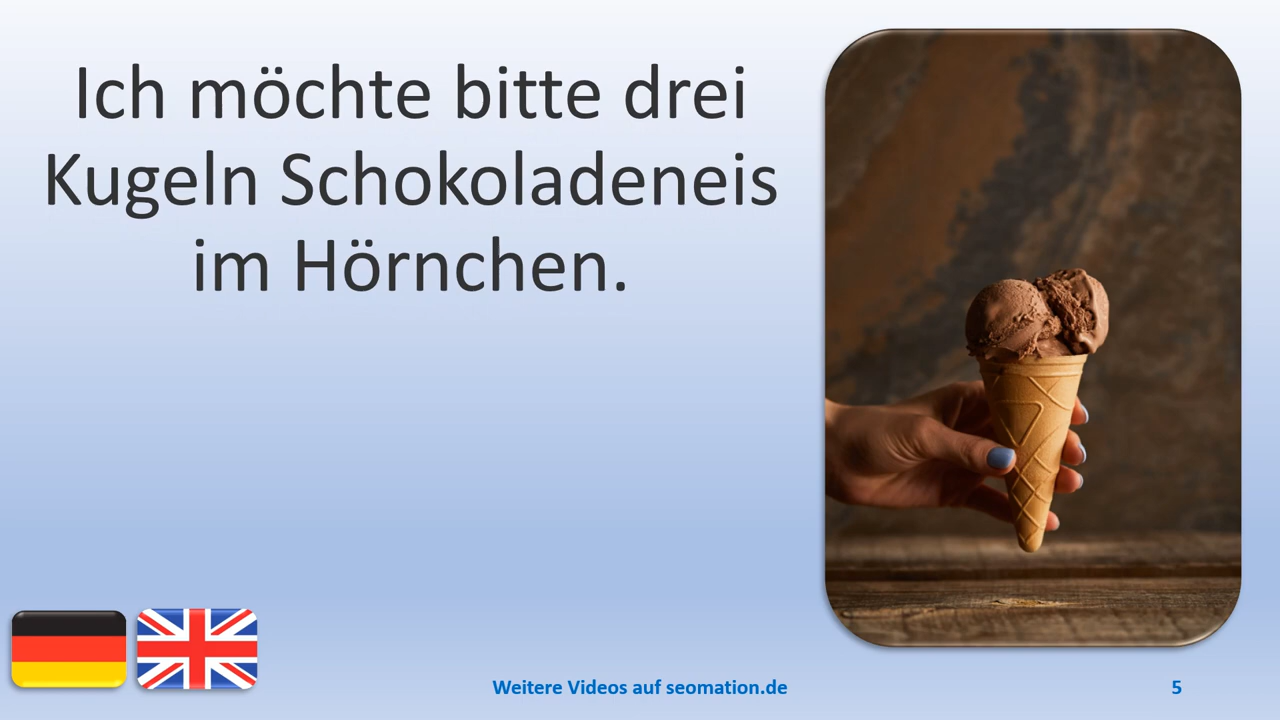 Ich möchte bitte drei
Kugeln Schokoladeneis
im Hörnchen.
Weitere Videos auf seomation.de
5